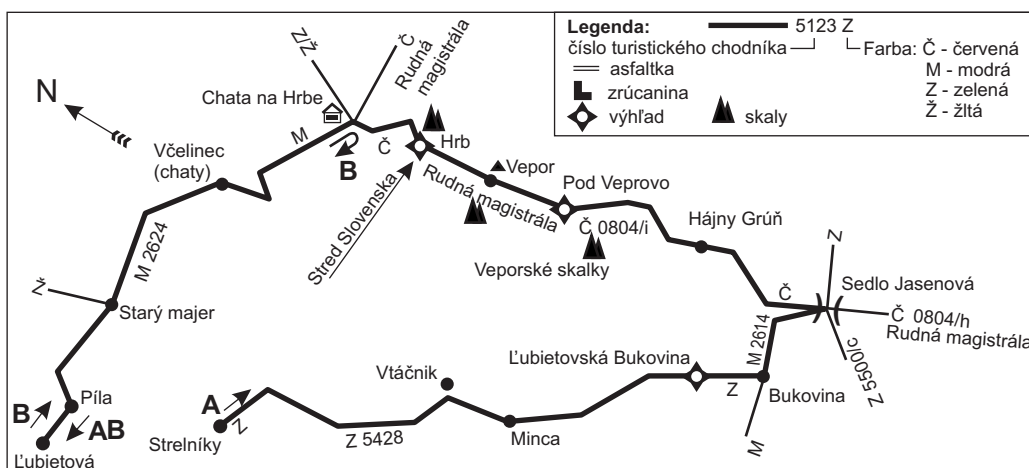 Legenda:
5123 Z
číslo turistického chodníka
Farba: Č - červená
M - modrá
Z - zelená
Ž - žltá
asfaltka
zrúcanina
výhľad
skaly
N
Z/Ž
Č
Rudná
magistrála
Chata na Hrbe
M
B
Č
Hrb
Včelinec
(chaty)
Vepor
Pod Veprovo
Rudná magistrála
Stred Slovenska
Č 0804/i
Hájny Grúň
Veporské skalky
M 2624
Ž
Starý majer
Z
Sedlo Jasenová
Č
Č 0804/h
Rudná magistrála
M 2614
Z 5500/c
Ľubietovská Bukovina
Z
Bukovina
M
Vtáčnik
Minca
Z 5428
A
Z
Strelníky
Píla
B
AB
Ľubietová